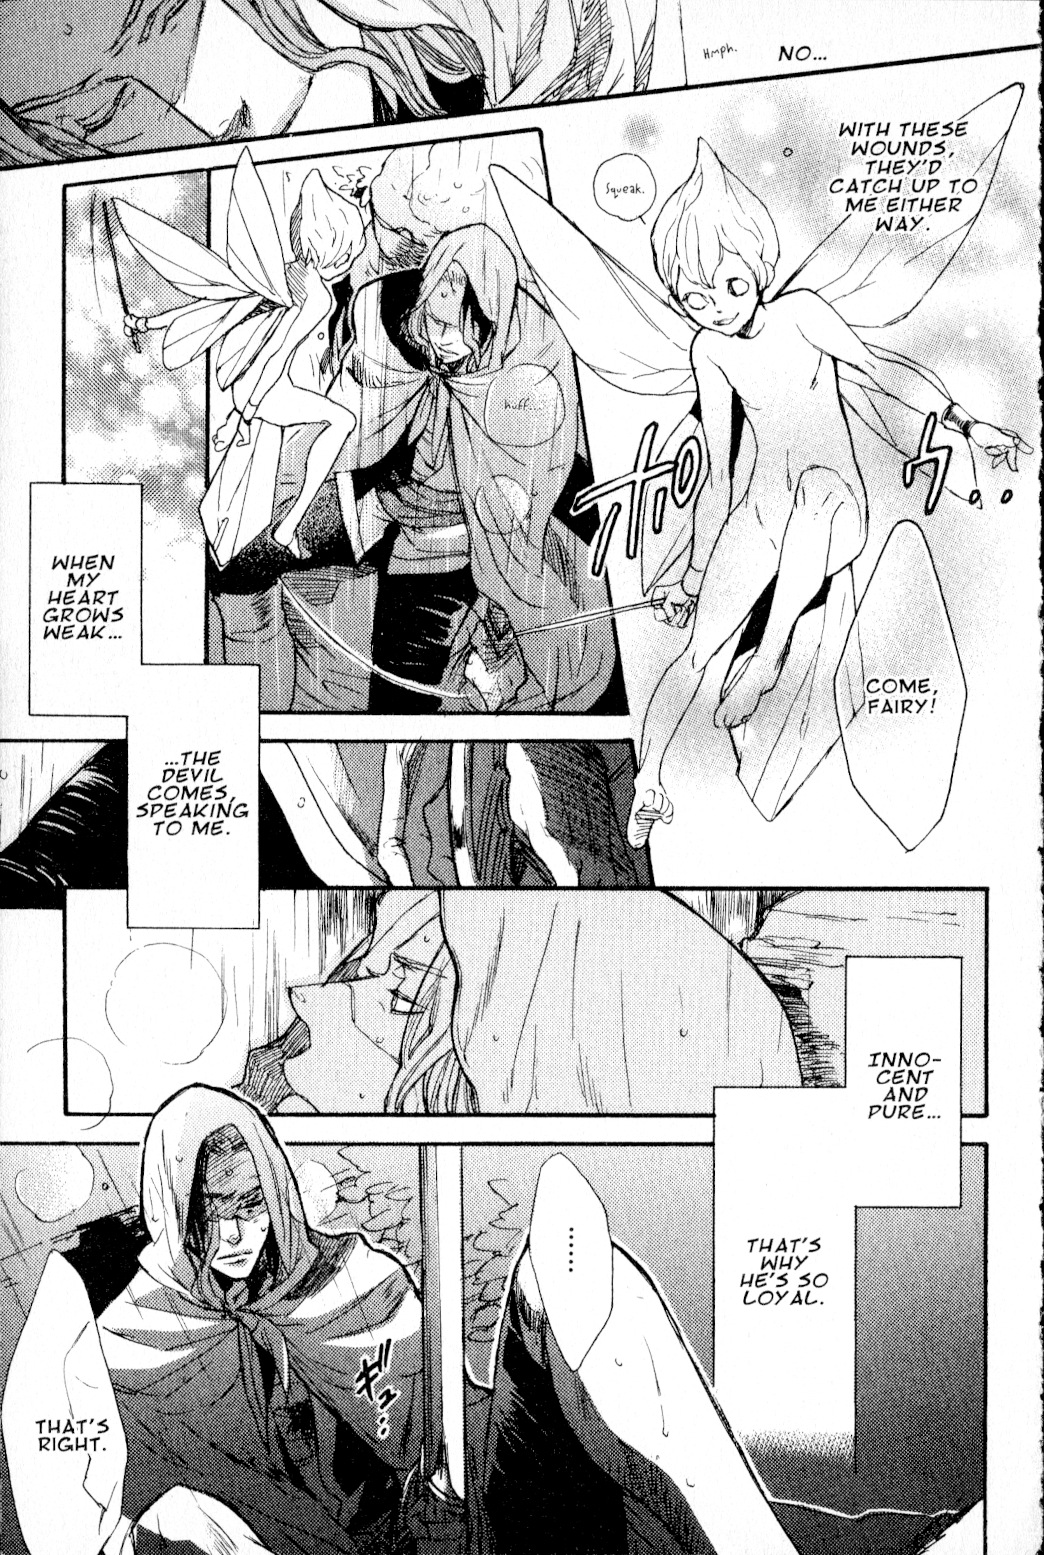 NO...
Hmph.
WITH THESE
WOUNDS,
THEY'D
CATCH UP TO
ME EITHER
WAY.
Squeak.
huff...
COME,
FAIRY!
WHEN
MY
HEART
GROWS
WEAK...
...THE
DEVIL
COMES,
SPEAKING
TO ME.
INNO-
CENT
AND
PURE...
THAT'S
WHY
HE'S SO
LOYAL.
......
ギュ...
THAT'S
RIGHT.